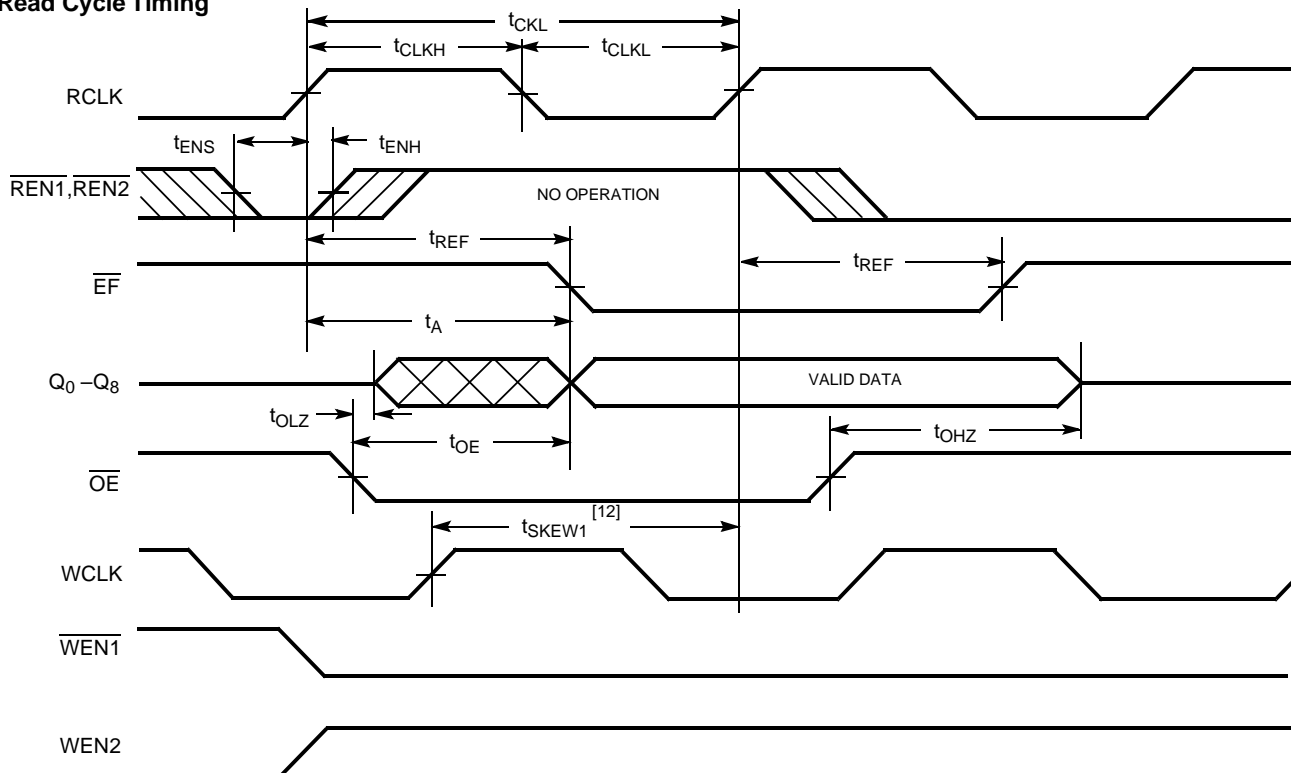 Read Cycle Timing
tCKL
tCLKH
tCLKL
RCLK
tENS
tENH
REN1,REN2
NO OPERATION
tREF
tREF
EF
tA
Q0 –Q8
VALID DATA
tOLZ
tOE
tOHZ
OE
tSKEW1 [12]
WCLK
WEN1
WEN2